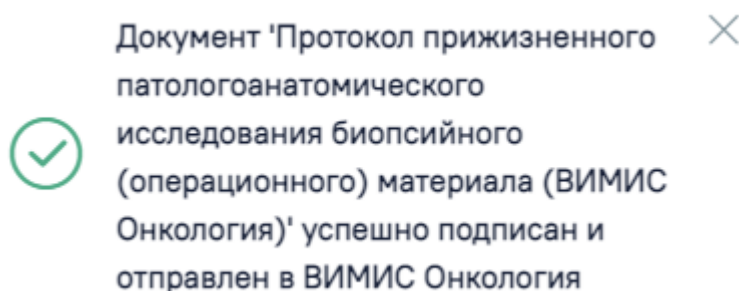 Документ 'Протокол прижизненного
патологоанатомического
исследования биопсийного
(операционного) материала (ВИМИС
Онкология)' успешно подписан и
отправлен в ВИМИС Онкология